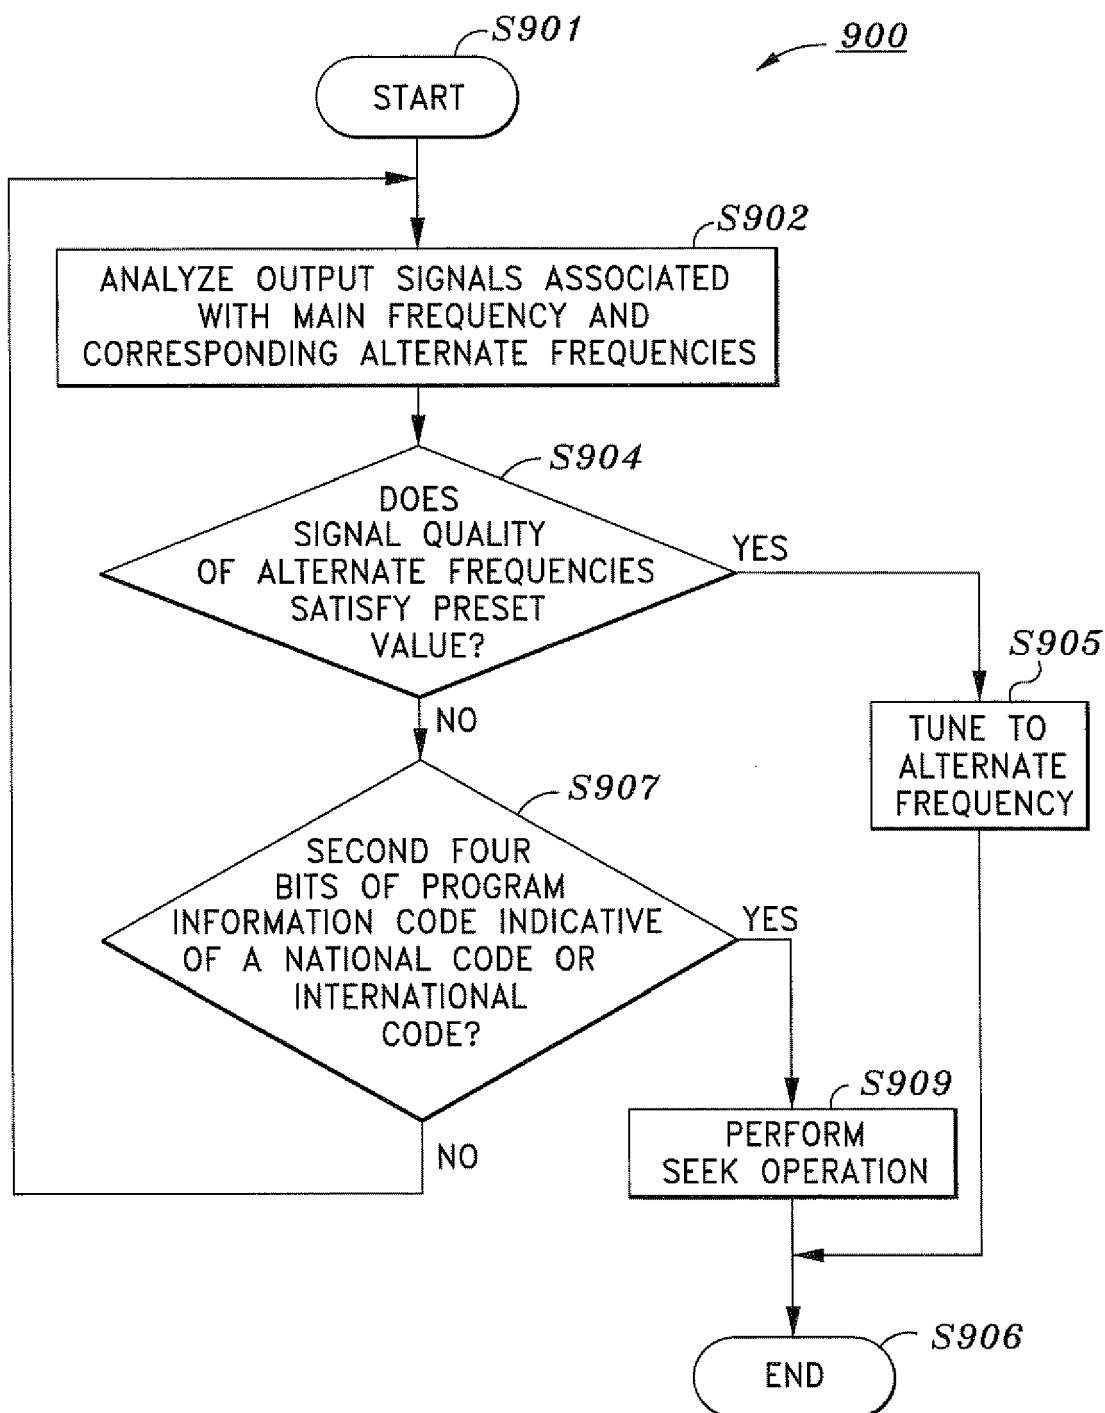 S901
900
START
S902
ANALYZE OUTPUT SIGNALS ASSOCIATED
WITH MAIN FREQUENCY AND
CORRESPONDING ALTERNATE FREQUENCIES
S904
DOES
SIGNAL QUALITY
OF ALTERNATE FREQUENCIES
SATISFY PRESET
VALUE?
YES
S905
TUNE TO
ALTERNATE
FREQUENCY
NO
S907
SECOND FOUR
BITS OF PROGRAM
INFORMATION CODE INDICATIVE
OF A NATIONAL CODE OR
INTERNATIONAL
CODE?
YES
NO
S909
PERFORM
SEEK OPERATION
S906
END